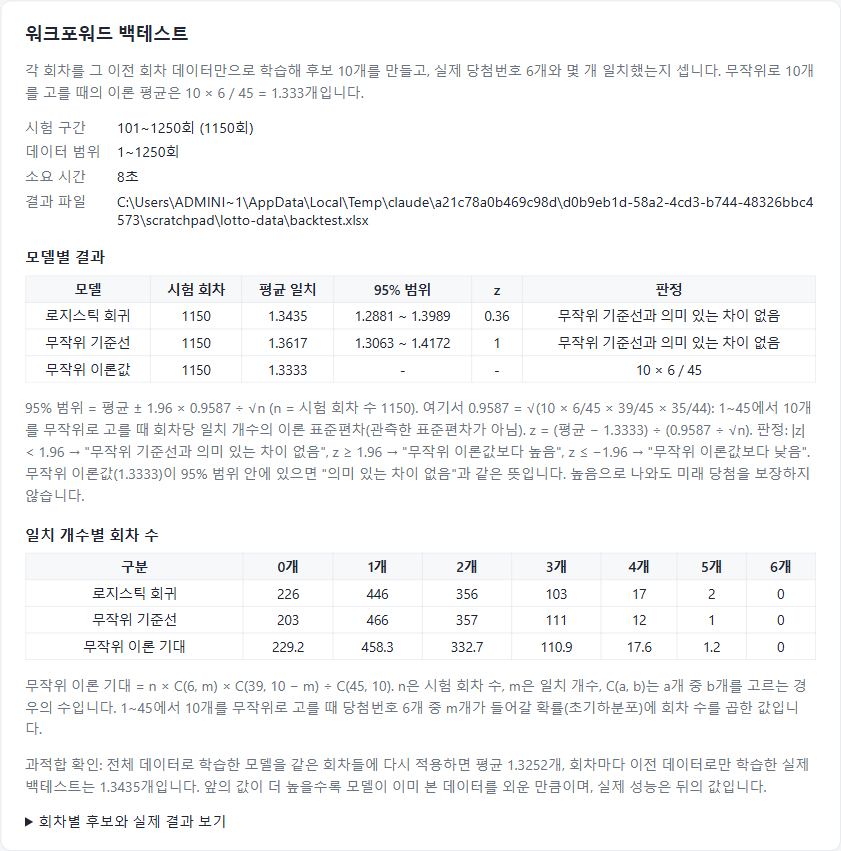 워크포워드 백테스트
각 회차를 그 이전 회차 데이터만으로 학습해 후보 10개를 만들고, 실제 당첨번호 6개와 몇 개 일치했는지 셉니다. 무작위로 10개
를 고를 때의 이론 평균은 10 × 6 / 45 = 1.333개입니다.
시험 구간 101~1250회 (1150회)
데이터 범위 1~1250회
소요 시간 8초
결과 파일 C:\Users\ADMINI~1\AppData\Local\Temp\claude\a21c78a0b469c98d\d0b9eb1d-58a2-4cd3-b744-48326bbc4
573\scratchpad\lotto-data\backtest.xlsx
모델별 결과
모델 시험 회차 평균 일치 95% 범위 z 판정
로지스틱 회귀 1150 1.3435 1.2881 ~ 1.3989 0.36 무작위 기준선과 의미 있는 차이 없음
무작위 기준선 1150 1.3617 1.3063 ~ 1.4172 1 무작위 기준선과 의미 있는 차이 없음
무작위 이론값 1150 1.3333 - - 10 × 6 / 45
95% 범위 = 평균 ± 1.96 × 0.9587 ÷ √n (n = 시험 회차 수 1150). 여기서 0.9587 = √(10 × 6/45 × 39/45 × 35/44): 1~45에서 10개
를 무작위로 고를 때 회차당 일치 개수의 이론 표준편차(관측한 표준편차가 아님). z = (평균 − 1.3333) ÷ (0.9587 ÷ √n). 판정: |z|
< 1.96 → "무작위 기준선과 의미 있는 차이 없음", z ≥ 1.96 → "무작위 이론값보다 높음", z ≤ −1.96 → "무작위 이론값보다 낮음".
무작위 이론값(1.3333)이 95% 범위 안에 있으면 "의미 있는 차이 없음"과 같은 뜻입니다. 높음으로 나와도 미래 당첨을 보장하지
않습니다.
일치 개수별 회차 수
구분 0개 1개 2개 3개 4개 5개 6개
로지스틱 회귀 226 446 356 103 17 2 0
무작위 기준선 203 466 357 111 12 1 0
무작위 이론 기대 229.2 458.3 332.7 110.9 17.6 1.2 0
무작위 이론 기대 = n × C(6, m) × C(39, 10 − m) ÷ C(45, 10). n은 시험 회차 수, m은 일치 개수, C(a, b)는 a개 중 b개를 고르는 경
우의 수입니다. 1~45에서 10개를 무작위로 고를 때 당첨번호 6개 중 m개가 들어갈 확률(초기하분포)에 회차 수를 곱한 값입니
다.
과적합 확인: 전체 데이터로 학습한 모델을 같은 회차들에 다시 적용하면 평균 1.3252개, 회차마다 이전 데이터로만 학습한 실제
백테스트는 1.3435개입니다. 앞의 값이 더 높을수록 모델이 이미 본 데이터를 외운 만큼이며, 실제 성능은 뒤의 값입니다.
▶ 회차별 후보와 실제 결과 보기